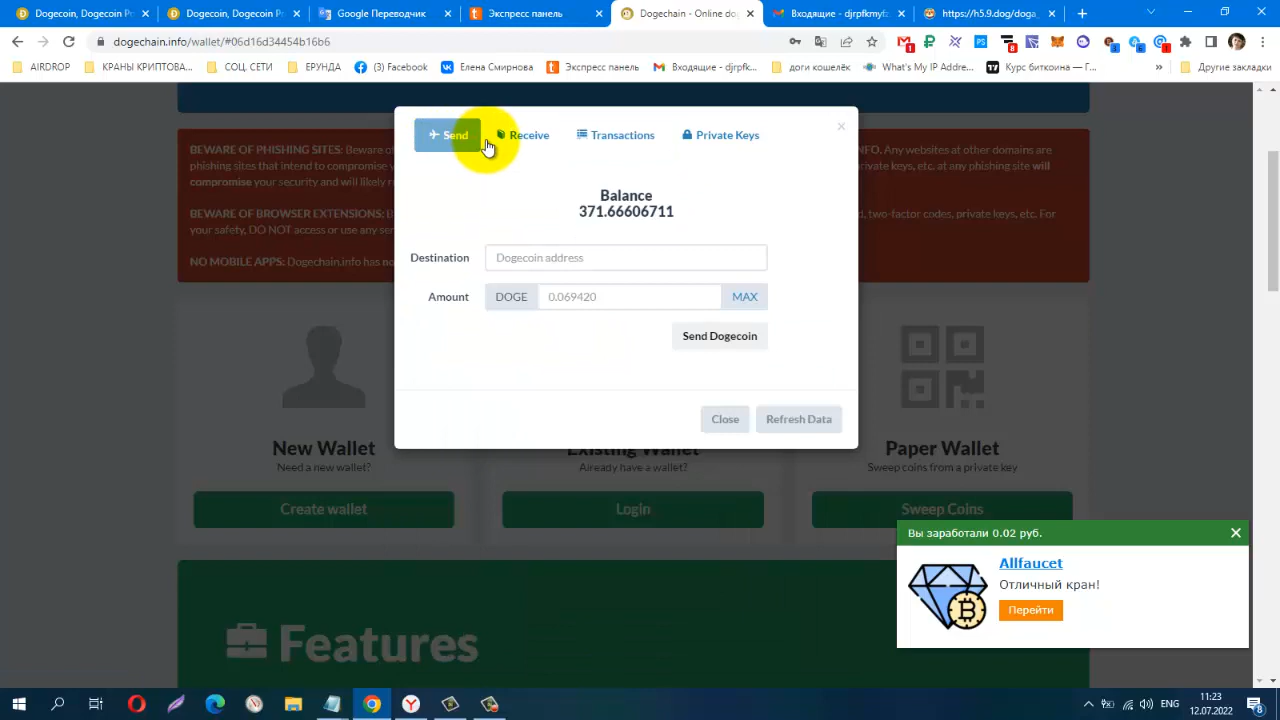 Dogecoin, Dogecoin P
Dogecoin, Dogecoin P
Google Переводчик
Экспресс панель
Dogechain - Online dog
Входящие - djrpfkmyfz
https://h5.9.dog/doga_
dogechain.info/wallet/#06d16d34454b16b6
AIRDROP
КРАНЫ КРИПТОВА...
СОЦ. СЕТИ
ЕРУНДА
(3) Facebook
Елена Смирнова
Экспресс панель
Входящие - djrpfk...
доги кошелёк
What's My IP Addre...
Курс биткоина — Г...
»
Другие закладки
BEWARE OF PHISHING SITES: Beware of
.INFO. Any websites at other domains are
phishing sites that intend to compromise y
private keys, etc. at any phishing site will
compromise your security and will likely r
BEWARE OF BROWSER EXTENSIONS: B
two-factor codes, private keys, etc. For
your safety, DO NOT access or use any ser
NO MOBILE APPS: Dogechain.info has no
Send
Receive
Transactions
Private Keys
×
Balance
371.66606711
Destination
Dogecoin address
Amount
DOGE
0.069420
MAX
Send Dogecoin
Close
Refresh Data
New Wallet
Need a new wallet?
Create wallet
Existing Wallet
Already have a wallet?
Login
Paper Wallet
Sweep coins from a private key
Sweep Coins
Features
Вы заработали 0.02 руб.
Allfaucet
Отличный кран!
Перейти
ENG
11:23
12.07.2022